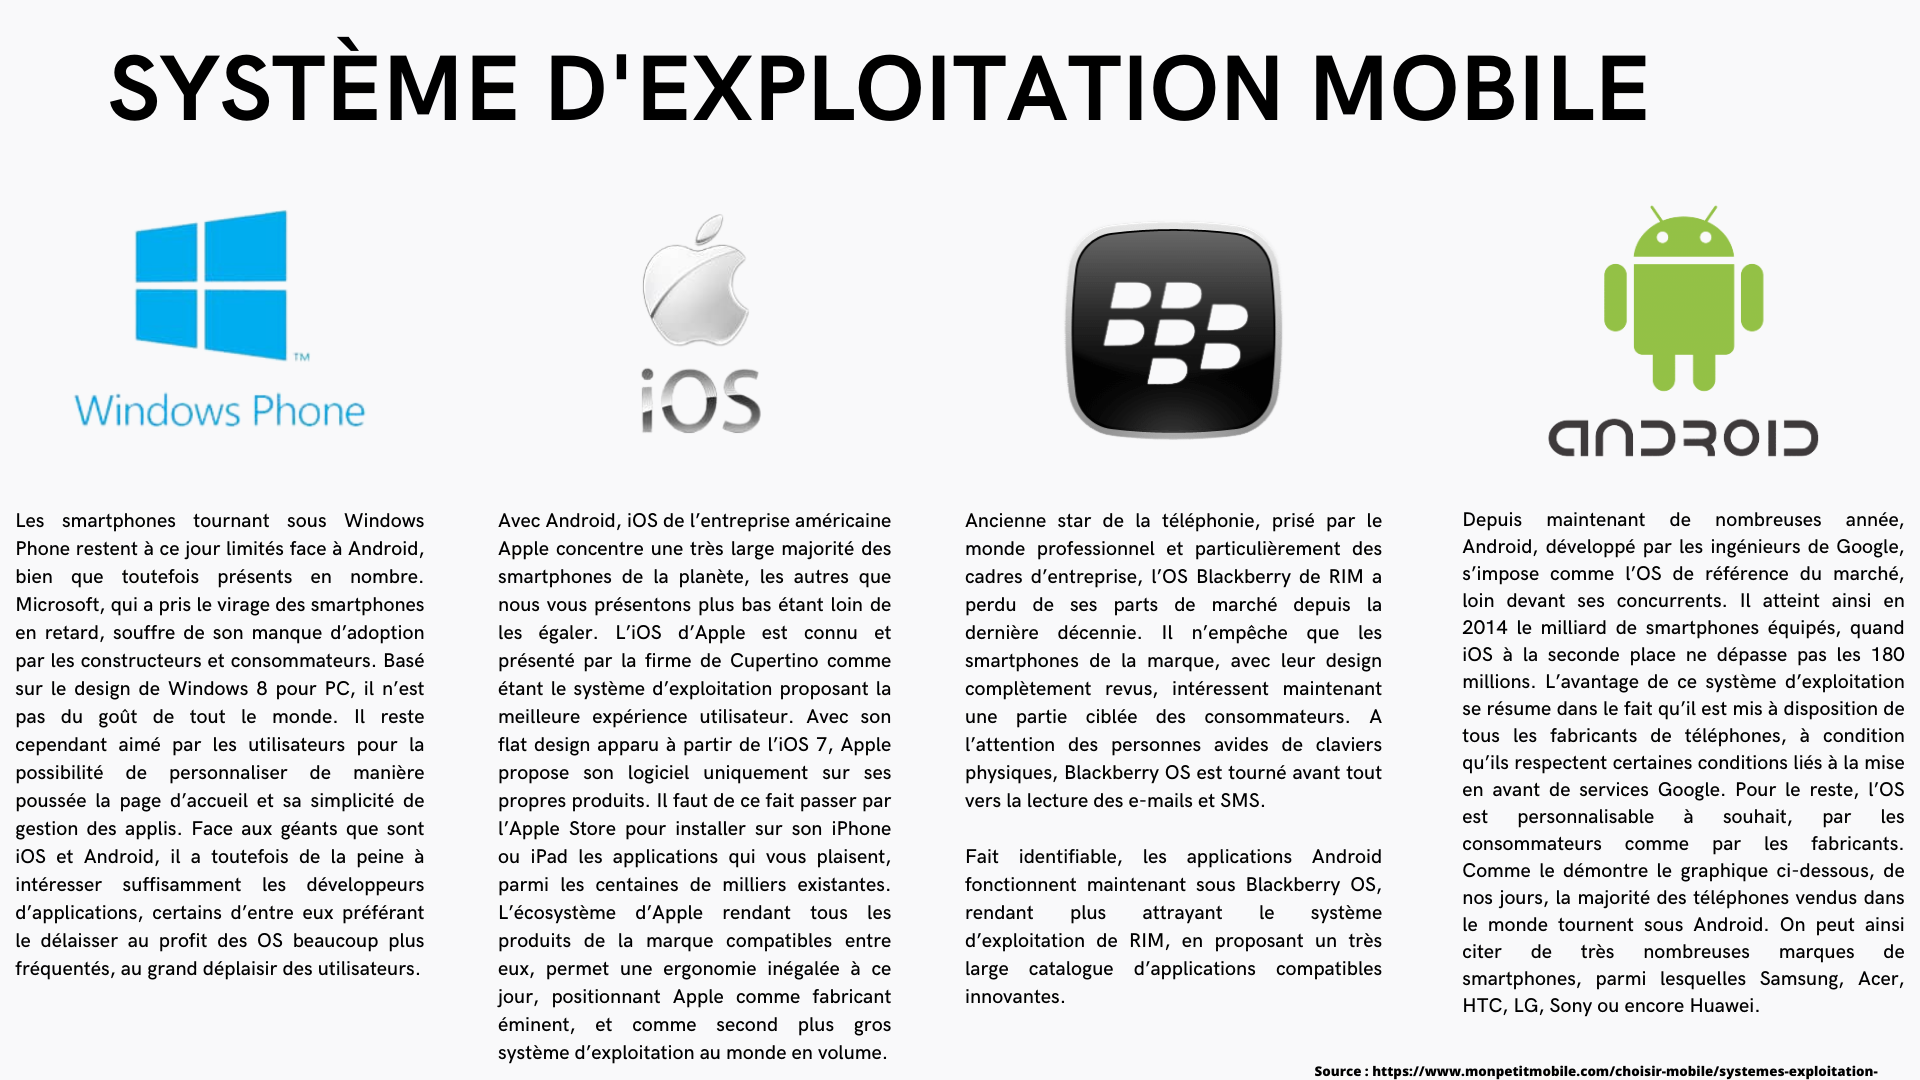 SYSTÈME D'EXPLOITATION MOBILE
TM
Windows Phone
Les smartphones tournant sous Windows
Phone restent à ce jour limités face à Android,
bien que toutefois présents en nombre.
Microsoft, qui a pris le virage des smartphones
en retard, souffre de son manque d’adoption
par les constructeurs et consommateurs. Basé
sur le design de Windows 8 pour PC, il n’est
pas du goût de tout le monde. Il reste
cependant aimé par les utilisateurs pour la
possibilité de personnaliser de manière
poussée la page d’accueil et sa simplicité de
gestion des applis. Face aux géants que sont
iOS et Android, il a toutefois de la peine à
intéresser suffisamment les développeurs
d’applications, certains d’entre eux préférant
le délaisser au profit des OS beaucoup plus
fréquentés, au grand déplaisir des utilisateurs.
iOS
Avec Android, iOS de l’entreprise américaine
Apple concentre une très large majorité des
smartphones de la planète, les autres que
nous vous présentons plus bas étant loin de
les égaler. L’iOS d’Apple est connu et
présenté par la firme de Cupertino comme
étant le système d’exploitation proposant la
meilleure expérience utilisateur. Avec son
flat design apparu à partir de l’iOS 7, Apple
propose son logiciel uniquement sur ses
propres produits. Il faut de ce fait passer par
l’Apple Store pour installer sur son iPhone
ou iPad les applications qui vous plaisent,
parmi les centaines de milliers existantes.
L’écosystème d’Apple rendant tous les
produits de la marque compatibles entre
eux, permet une ergonomie inégalée à ce
jour, positionnant Apple comme fabricant
éminent, et comme second plus gros
système d’exploitation au monde en volume.
Ancienne star de la téléphonie, prisé par le
monde professionnel et particulièrement des
cadres d’entreprise, l’OS Blackberry de RIM a
perdu de ses parts de marché depuis la
dernière décennie. Il n’empêche que les
smartphones de la marque, avec leur design
complètement revus, intéressent maintenant
une partie ciblée des consommateurs. A
l’attention des personnes avides de claviers
physiques, Blackberry OS est tourné avant tout
vers la lecture des e-mails et SMS.
Fait identifiable, les applications Android
fonctionnent maintenant sous Blackberry OS,
rendant plus attrayant le système
d’exploitation de RIM, en proposant un très
large catalogue d’applications compatibles
innovantes.
ANDROID
Depuis maintenant de nombreuses année,
Android, développé par les ingénieurs de Google,
s’impose comme l’OS de référence du marché,
loin devant ses concurrents. Il atteint ainsi en
2014 le milliard de smartphones équipés, quand
iOS à la seconde place ne dépasse pas les 180
millions. L’avantage de ce système d’exploitation
se résume dans le fait qu’il est mis à disposition de
tous les fabricants de téléphones, à condition
qu’ils respectent certaines conditions liés à la mise
en avant de services Google. Pour le reste, l’OS
est personnalisable à souhait, par les
consommateurs comme par les fabricants.
Comme le démontre le graphique ci-dessous, de
nos jours, la majorité des téléphones vendus dans
le monde tournent sous Android. On peut ainsi
citer de très nombreuses marques de
smartphones, parmi lesquelles Samsung, Acer,
HTC, LG, Sony ou encore Huawei.
Source : https://www.monpetitmobile.com/choisir-mobile/systemes-exploitation-